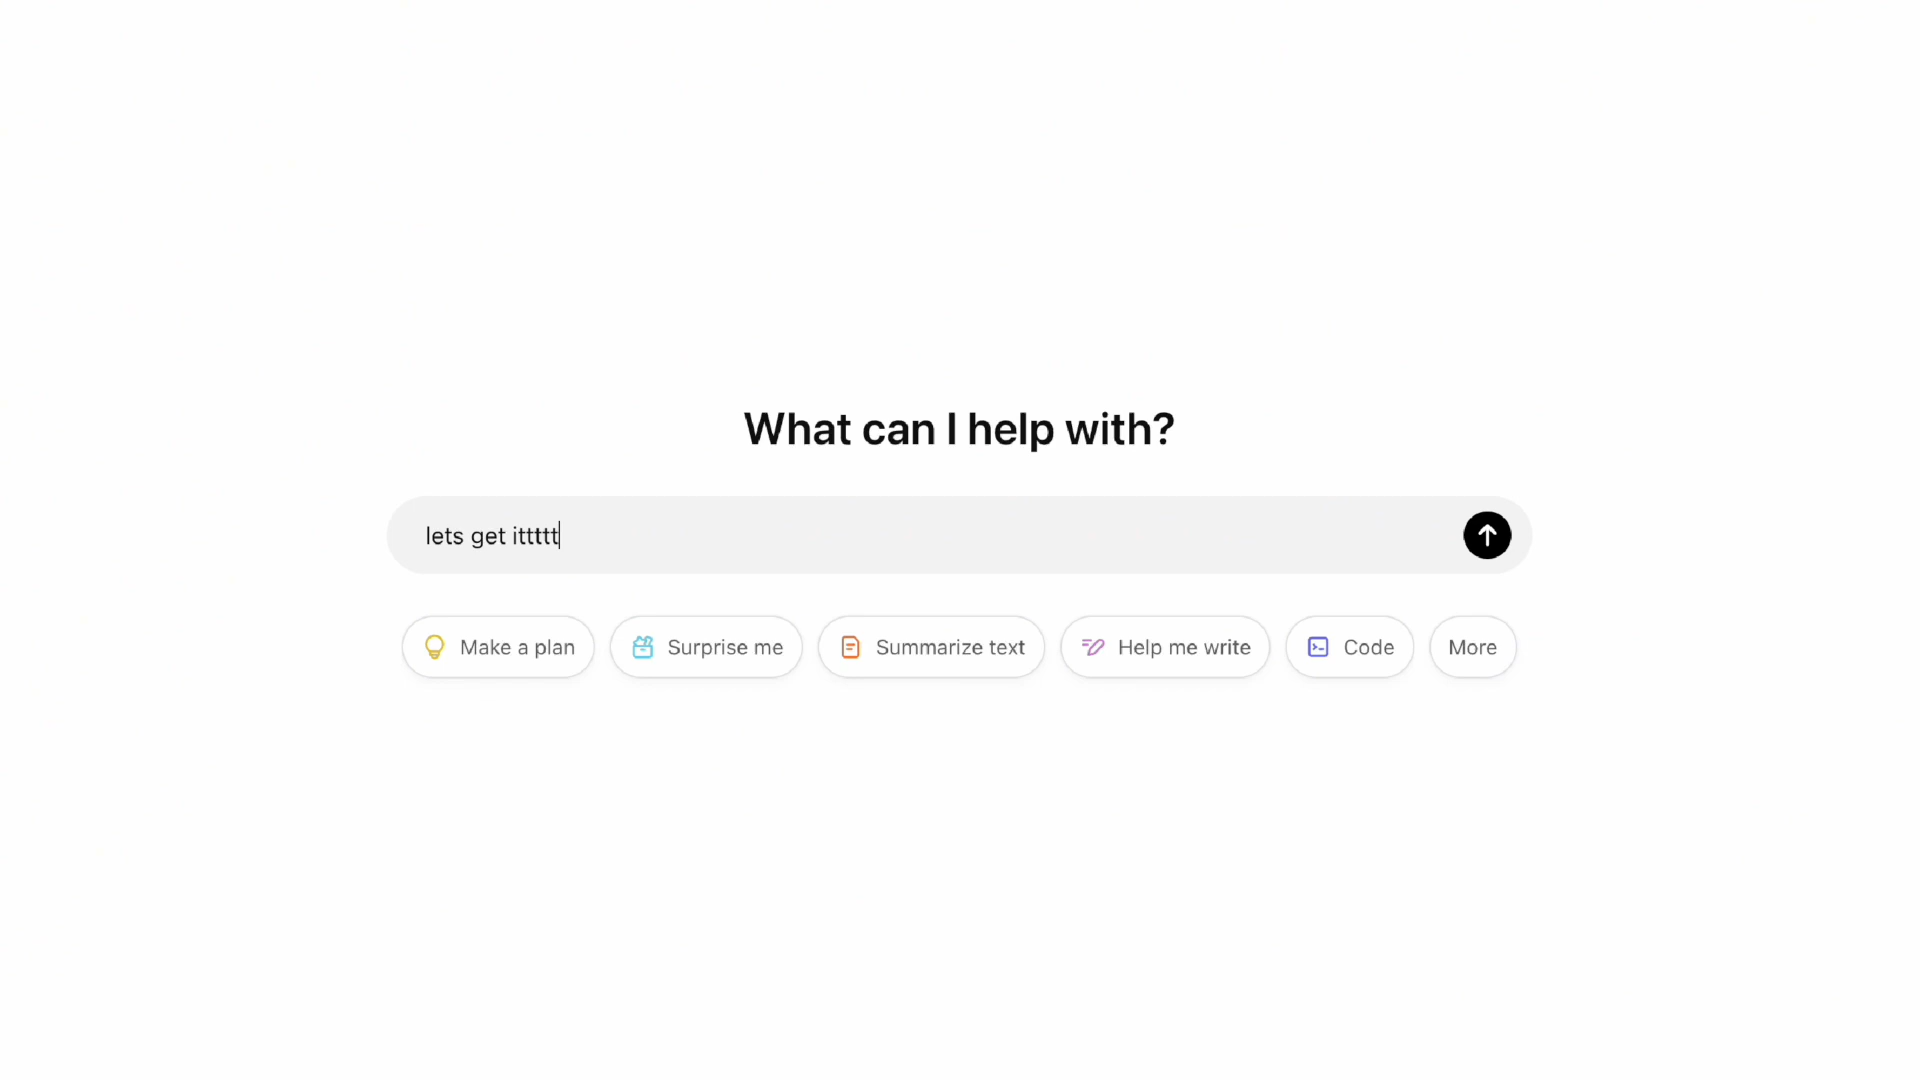 What can I help with?
lets get ittttt
Make a plan Surprise me Summarize text Help me write Code More